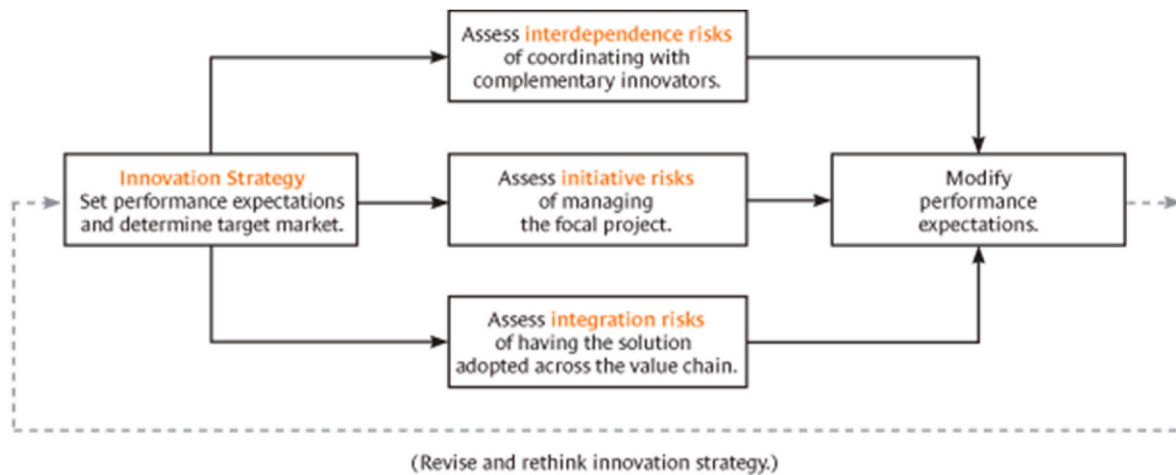 Assess interdependence risks
of coordinating with
complementary innovators.
Innovation Strategy
Set performance expectations
and determine target market.
Assess initiative risks
of managing
the focal project.
Modify
performance
expectations.
Assess integration risks
of having the solution
adopted across the value chain.
(Revise and rethink innovation strategy.)